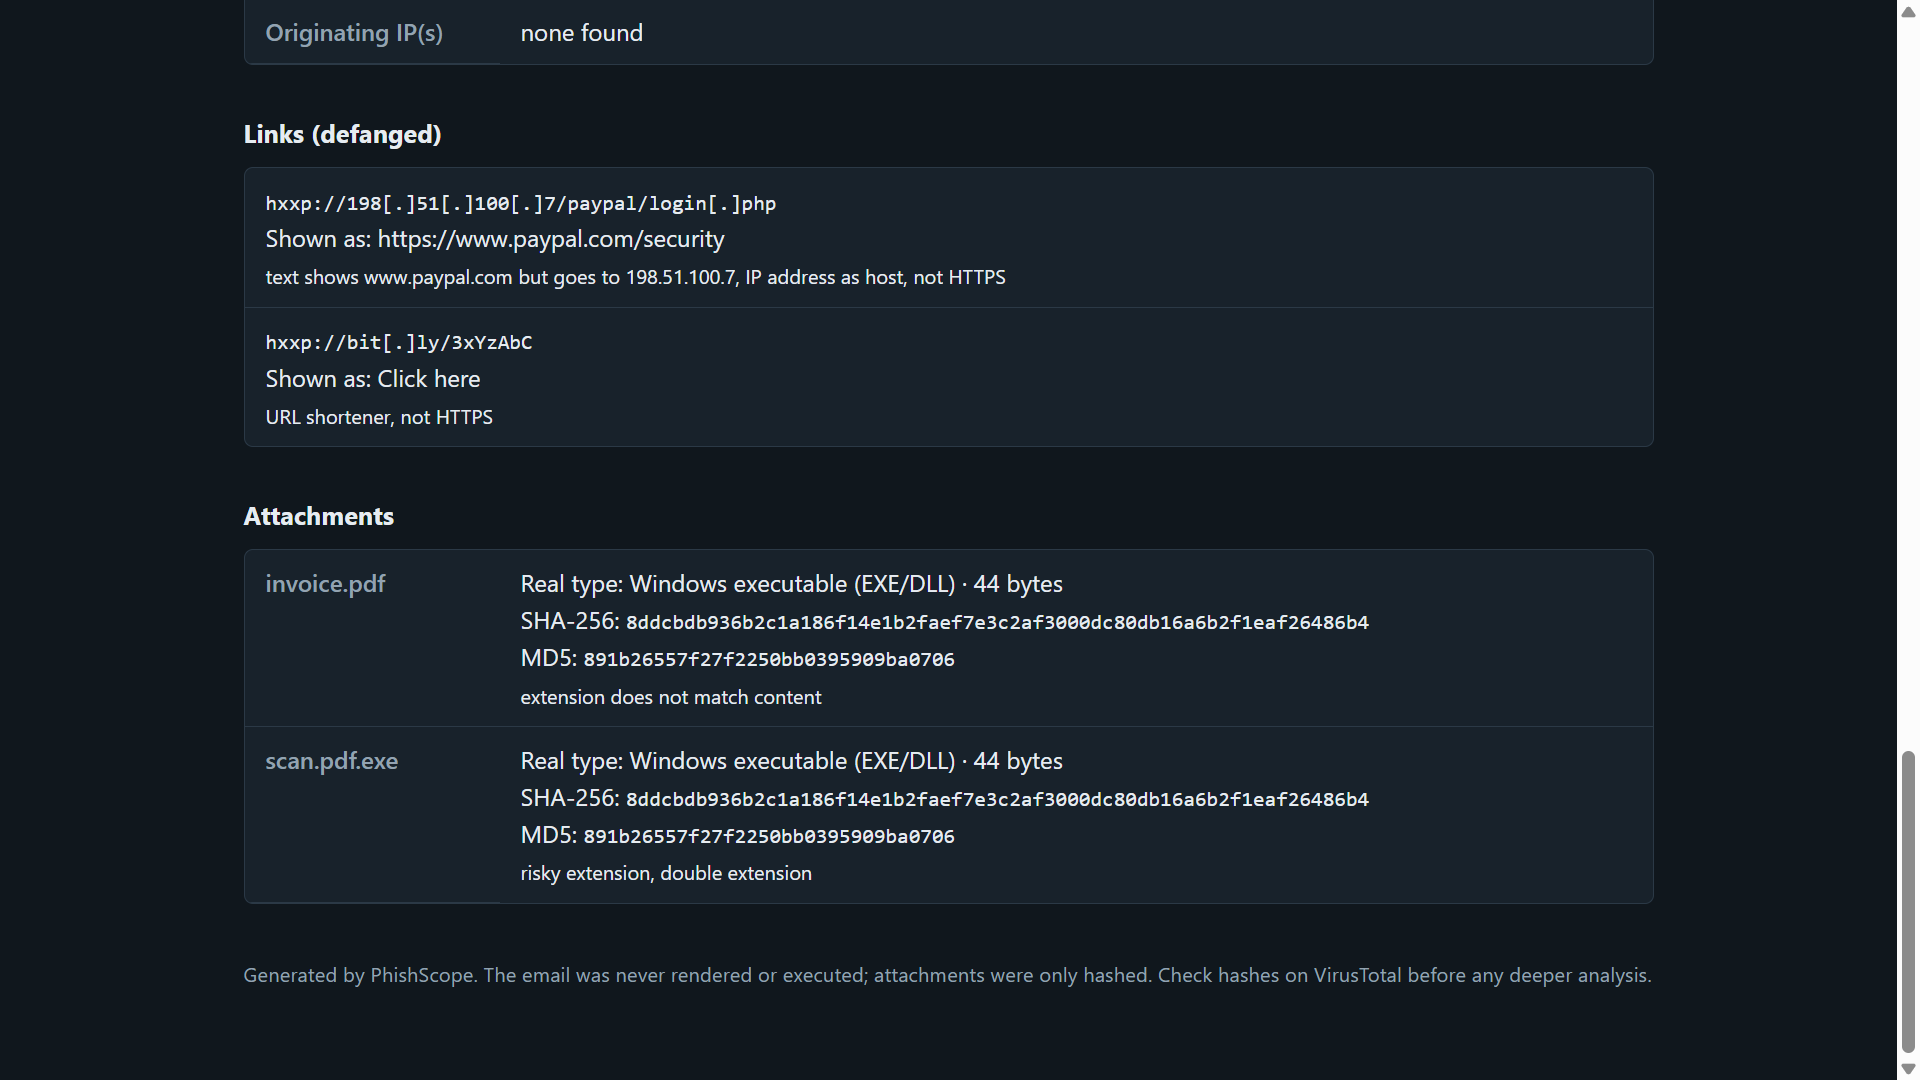 Originating IP(s) none found
Links (defanged)
hxxp://198[.]51[.]100[.]7/paypal/login[.]php
Shown as: https://www.paypal.com/security
text shows www.paypal.com but goes to 198.51.100.7, IP address as host, not HTTPS
hxxp://bit[.]ly/3xYzAbC
Shown as: Click here
URL shortener, not HTTPS
Attachments
invoice.pdf Real type: Windows executable (EXE/DLL) · 44 bytes
SHA-256: 8ddcbdb936b2c1a186f14e1b2faef7e3c2af3000dc80db16a6b2f1eaf26486b4
MD5: 891b26557f27f2250bb0395909ba0706
extension does not match content
scan.pdf.exe Real type: Windows executable (EXE/DLL) · 44 bytes
SHA-256: 8ddcbdb936b2c1a186f14e1b2faef7e3c2af3000dc80db16a6b2f1eaf26486b4
MD5: 891b26557f27f2250bb0395909ba0706
risky extension, double extension
Generated by PhishScope. The email was never rendered or executed; attachments were only hashed. Check hashes on VirusTotal before any deeper analysis.